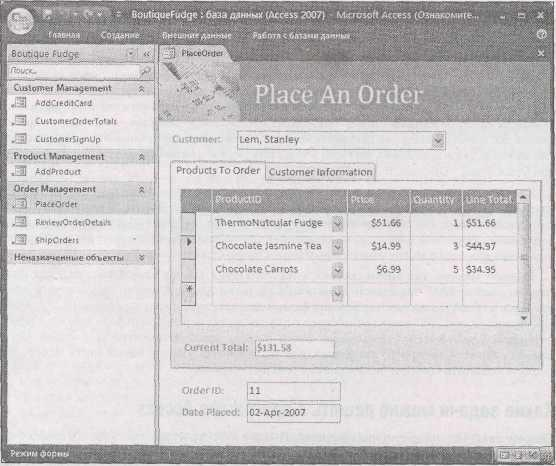 BoutiqueFudge : база данных (Access 2007) - Microsoft Access (Ознакомите...
Главная Создание Внешние данные Работа с базами данных
Boutique Fudge
Поиск...
Customer Management
AddCreditCard
CustomerOrderTotals
CustomerSignUp
Product Management
AddProduct
Order Management
PlaceOrder
ReviewOrderDetails
ShipOrders
Неназначенные объекты
PlaceOrder
Place An Order
Customer: Lem, Stanley
Products To Order Customer Information
ProductID Price Quantity Line Total
ThermoNutcular Fudge $51.66 1 $51.66
Chocolate Jasmine Tea $14.99 3 $44.97
Chocolate Carrots $6.99 5 $34.95
Current Total: $131.58
Order ID: 11
Date Placed: 02-Apr-2007
Режим формы